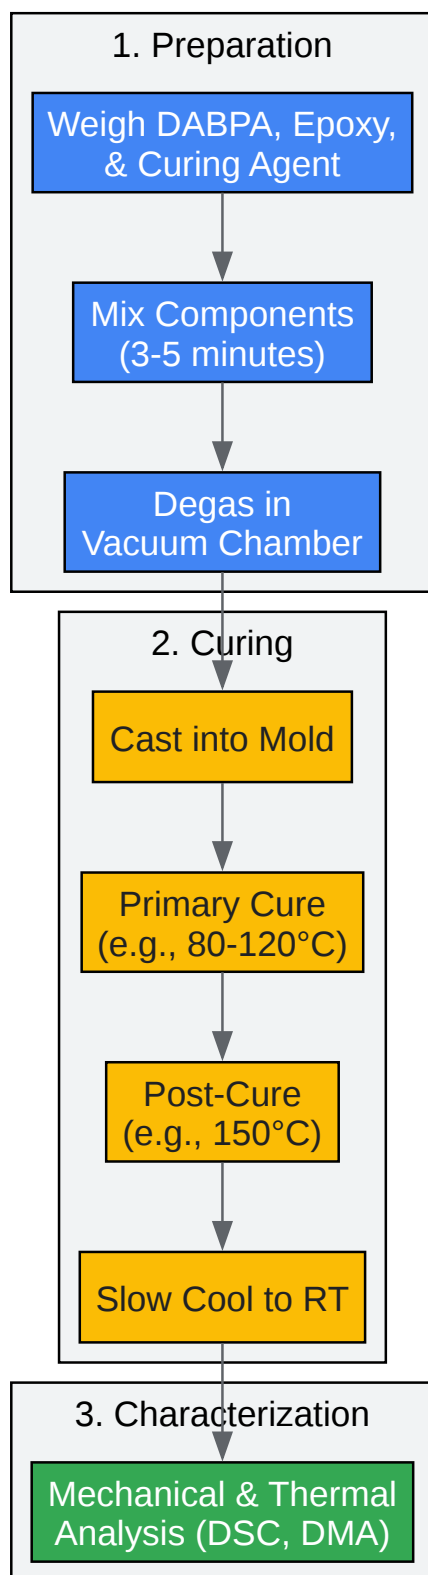 1. Preparation
Weigh DABPA, Epoxy,
& Curing Agent
Mix Components
(3-5 minutes)
Degas in
Vacuum Chamber
2. Curing
Cast into Mold
Primary Cure
(e.g., 80-120°C)
Post-Cure
(e.g., 150°C)
Slow Cool to RT
3. Characterization
Mechanical & Thermal
Analysis (DSC, DMA)